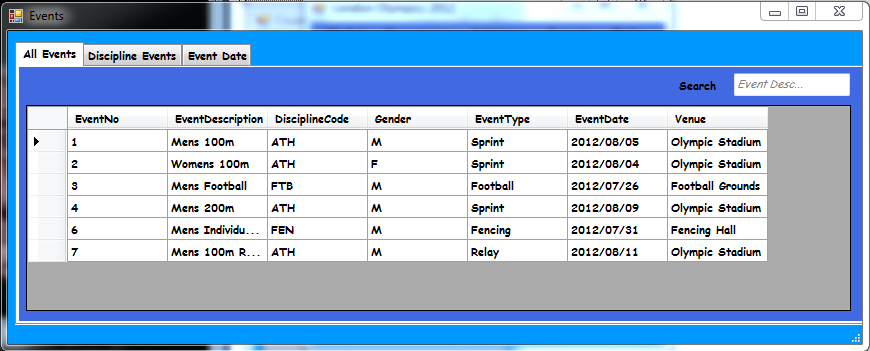 Events
All Events Discipline Events Event Date
Search Event Desc...
EventNo EventDescription DisciplineCode Gender EventType EventDate Venue
1 Mens 100m ATH M Sprint 2012/08/05 Olympic Stadium
2 Womens 100m ATH F Sprint 2012/08/04 Olympic Stadium
3 Mens Football FTB M Football 2012/07/26 Football Grounds
4 Mens 200m ATH M Sprint 2012/08/09 Olympic Stadium
6 Mens Individu... FEN M Fencing 2012/07/31 Fencing Hall
7 Mens 100m R... ATH M Relay 2012/08/11 Olympic Stadium